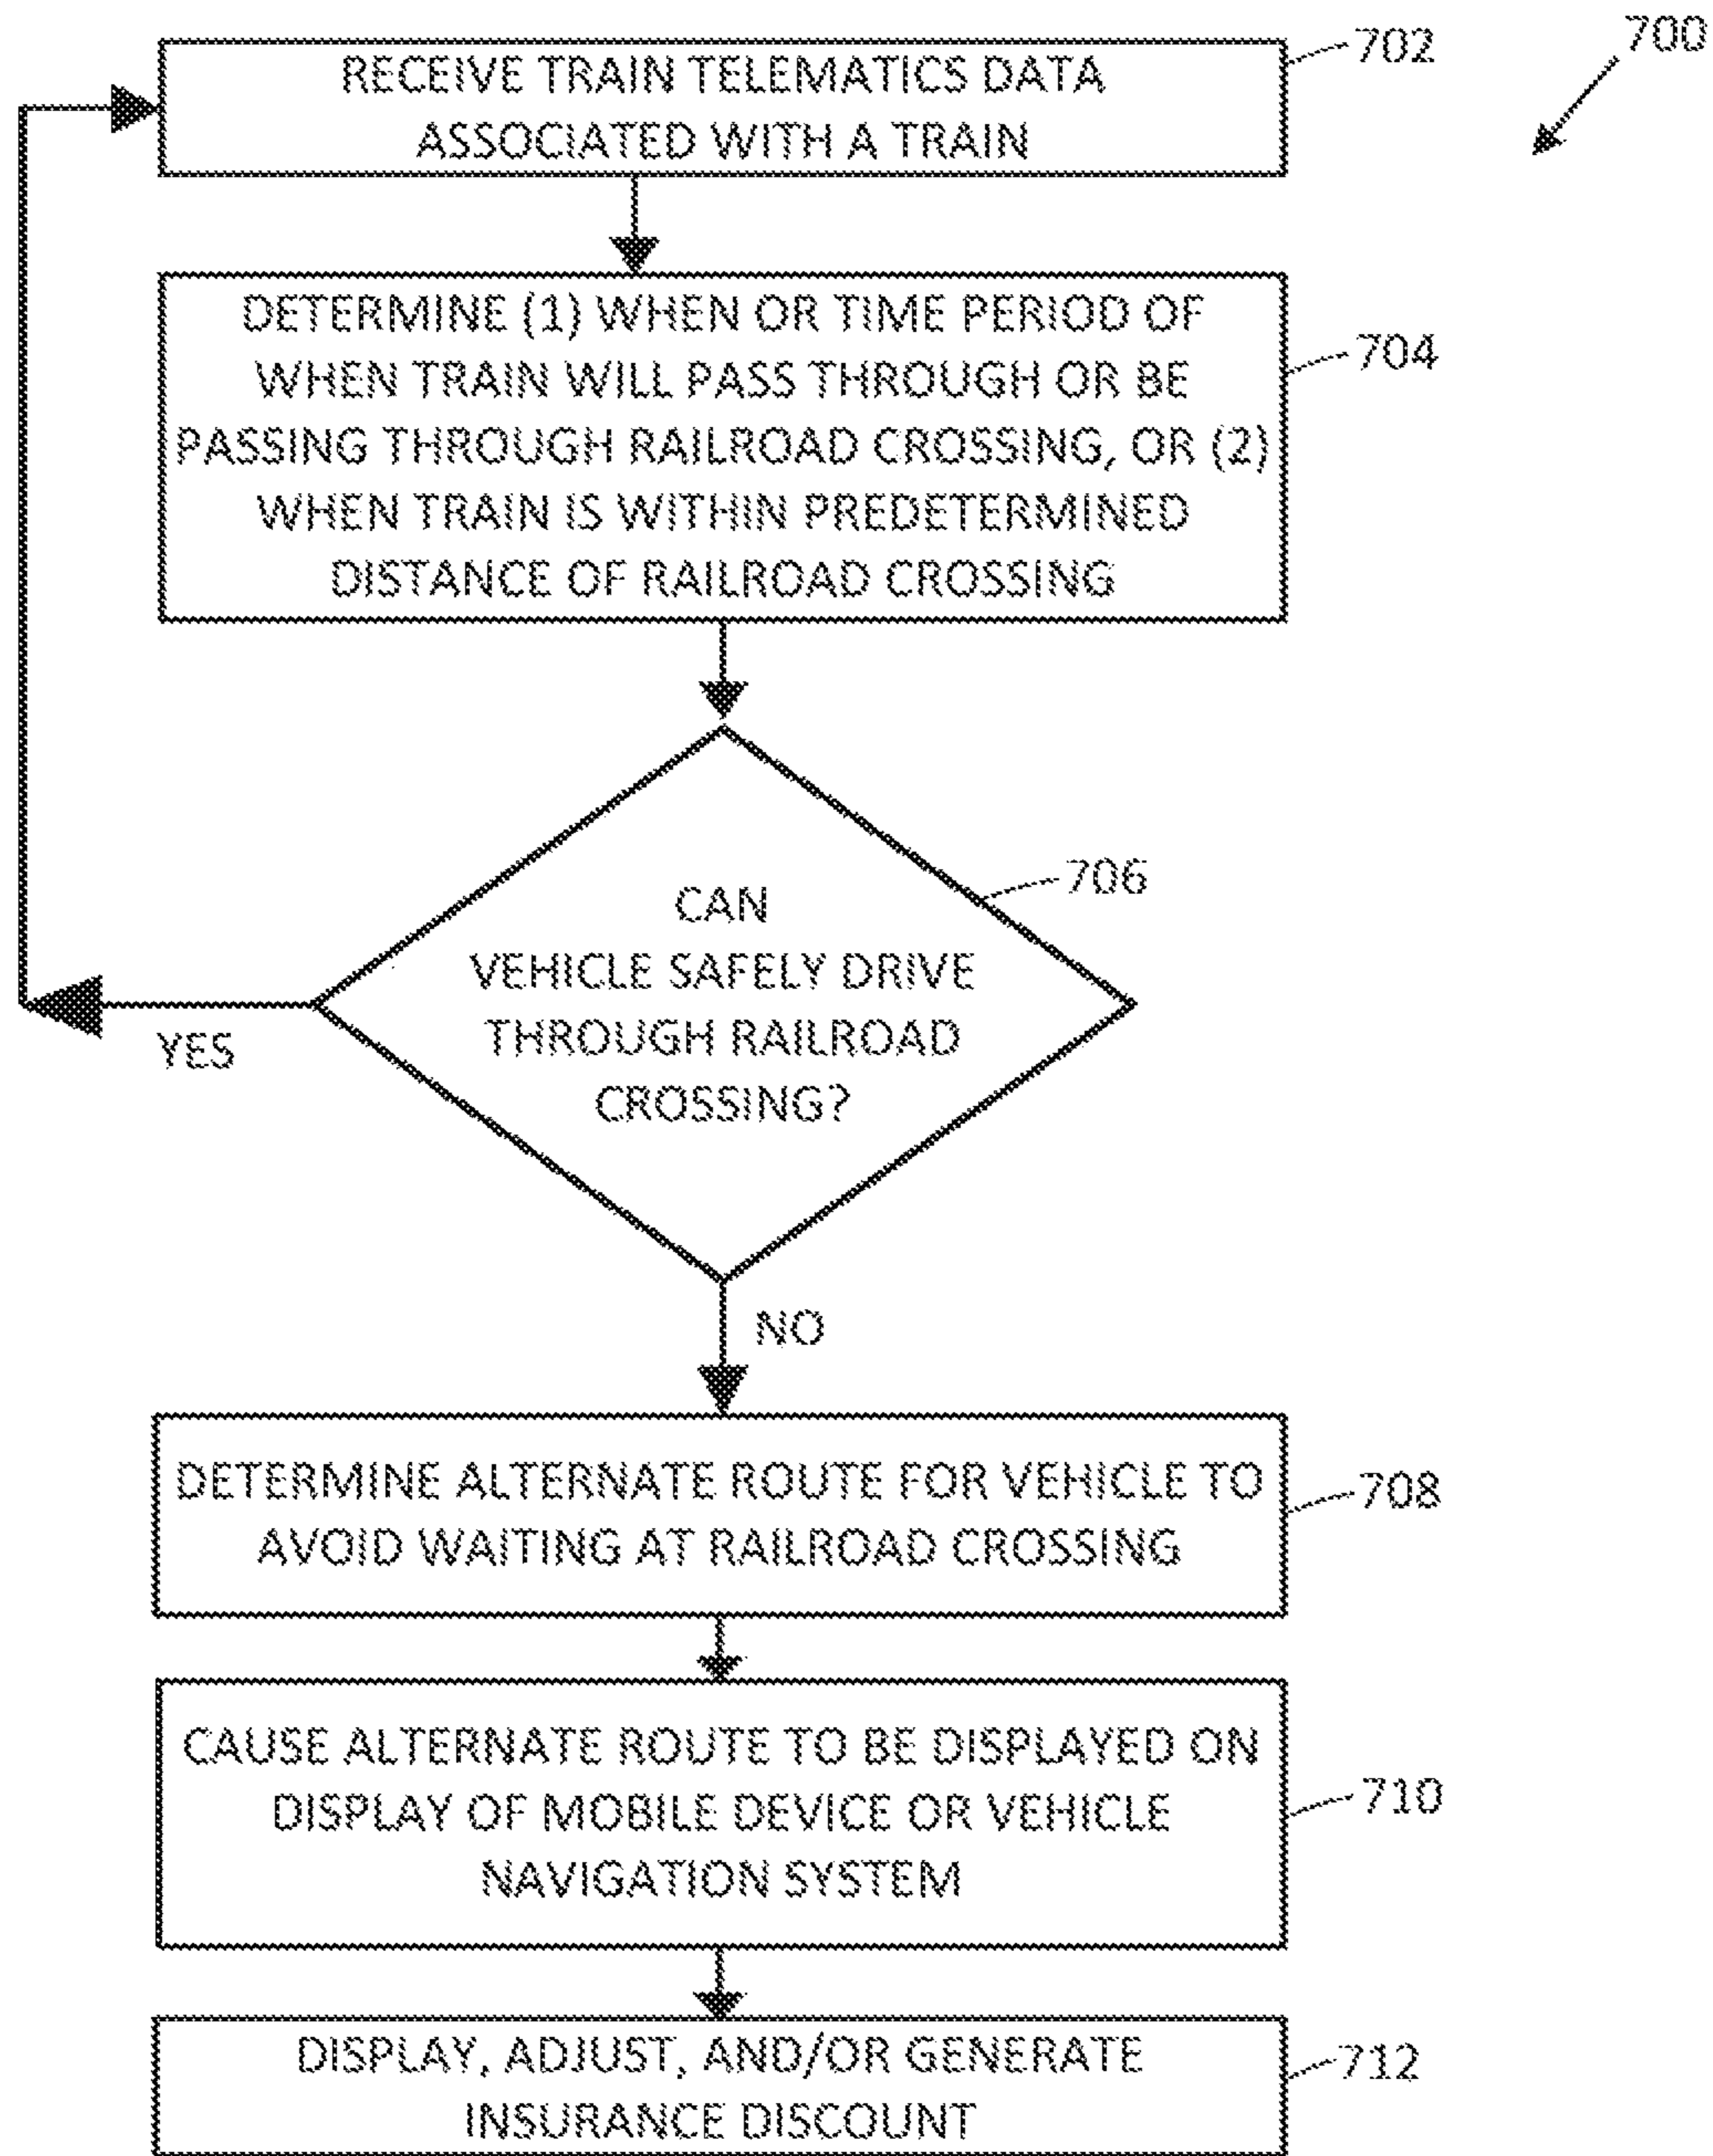 700
702
RECEIVE TRAIN TELEMATICS DATA
ASSOCIATED WITH A TRAIN
DETERMINE (1) WHEN OR TIME PERIOD OF
WHEN TRAIN WILL PASS THROUGH OR BE
PASSING THROUGH RAILROAD CROSSING, OR (2)
WHEN TRAIN IS WITHIN PREDETERMINED
DISTANCE OF RAILROAD CROSSING
704
706
CAN
VEHICLE SAFELY DRIVE
THROUGH RAILROAD
CROSSING?
YES
NO
DETERMINE ALTERNATE ROUTE FOR VEHICLE TO
AVOID WAITING AT RAILROAD CROSSING
708
CAUSE ALTERNATE ROUTE TO BE DISPLAYED ON
DISPLAY OF MOBILE DEVICE OR VEHICLE
NAVIGATION SYSTEM
710
DISPLAY, ADJUST, AND/OR GENERATE
INSURANCE DISCOUNT
712